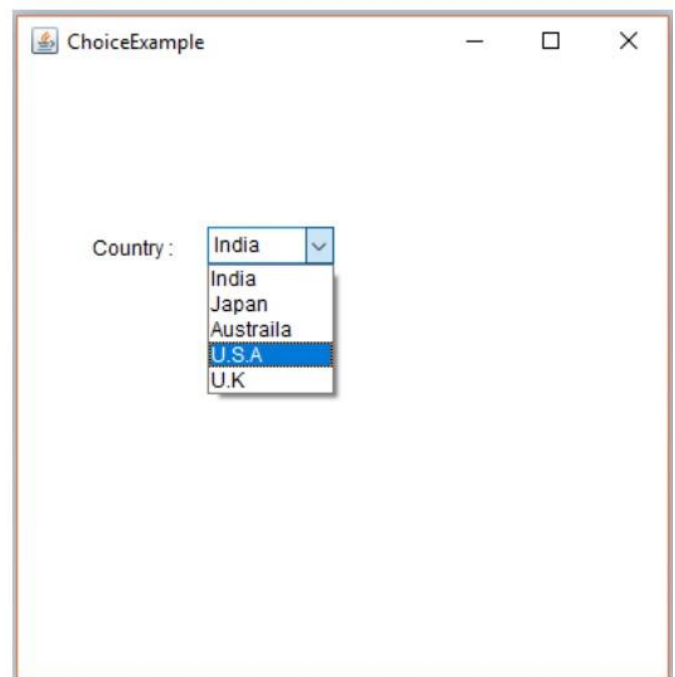 ChoiceExample
Country : India
India
Japan
Austraila
U.S.A
U.K